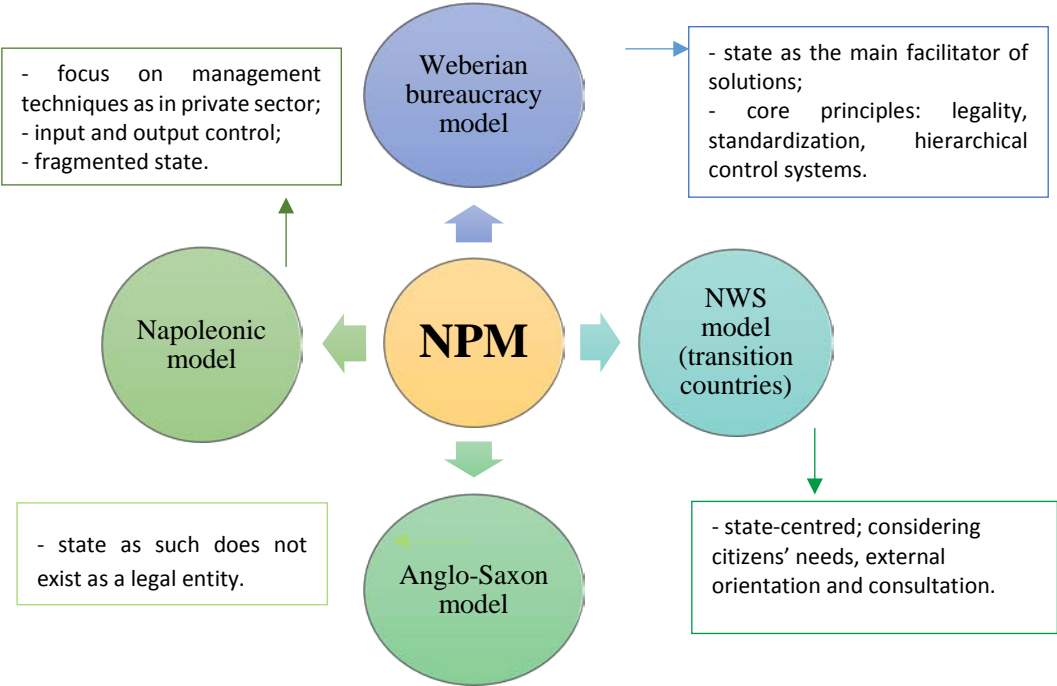 - focus on management
techniques as in private sector;
- input and output control;
- fragmented state.
Weberian
bureaucracy
model
- state as the main facilitator of
solutions;
- core principles: legality,
standardization, hierarchical
control systems.
Napoleonic
model
NPM
NWS
model
(transition
countries)
- state as such does not
exist as a legal entity.
Anglo-Saxon
model
- state-centred; considering
citizens’ needs, external
orientation and consultation.